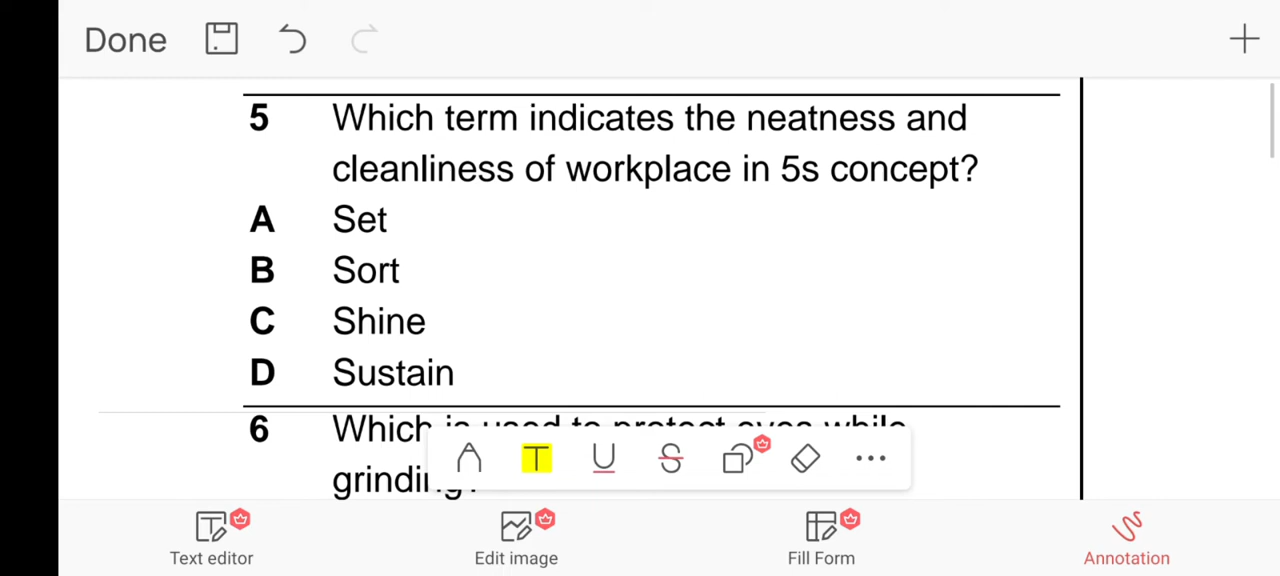 Done
5 Which term indicates the neatness and
cleanliness of workplace in 5s concept?
A Set
B Sort
C Shine
D Sustain
6 Which is used to protect eyes while
grinding?
T U S
Text editor Edit image Fill Form Annotation